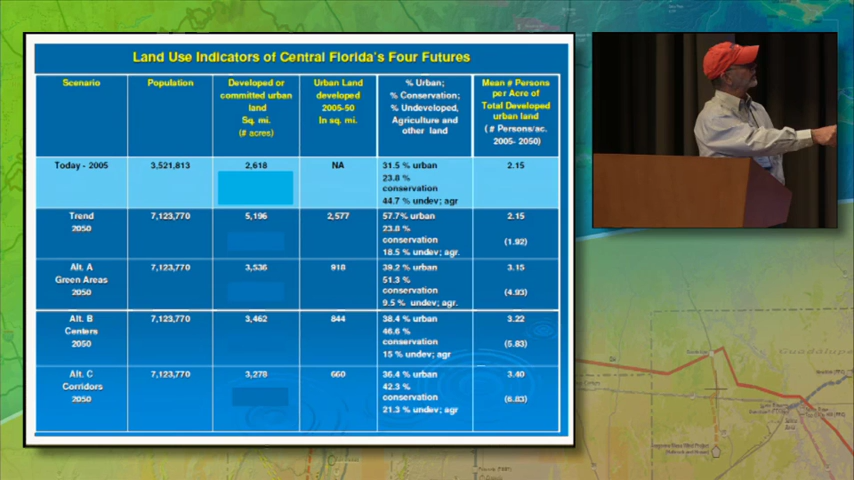 Land Use Indicators of Central Florida's Four Futures
Scenario
Population
Developed or
committed urban
land
Sq. mi.
(# acres)
Urban Land
developed
2005-50
In sq. mi.
% Urban;
% Conservation;
% Undeveloped,
Agriculture and
other land
Mean # Persons
per Acre of
Total Developed
urban land
( # Persons/ac.
2005- 2050)
Today - 2005
3,521,813
2,618
NA
31.5 % urban
23.8 %
conservation
44.7 % undev; agr
2.15
Trend
2050
7,123,770
5,196
2,577
57.7% urban
23.8 %
conservation
18.5 % undev; agr.
2.15
(1.92)
Alt. A
Green Areas
2050
7,123,770
3,536
918
39.2 % urban
51.3 %
conservation
9.5 % undev; agr.
3.15
(4.93)
Alt. B
Centers
2050
7,123,770
3,462
844
38.4 % urban
46.6 %
conservation
15 % undev; agr
3.22
(5.83)
Alt. C
Corridors
2050
7,123,770
3,278
660
36.4 % urban
42.3 %
conservation
21.3 % undev; agr
3.40
(6.83)